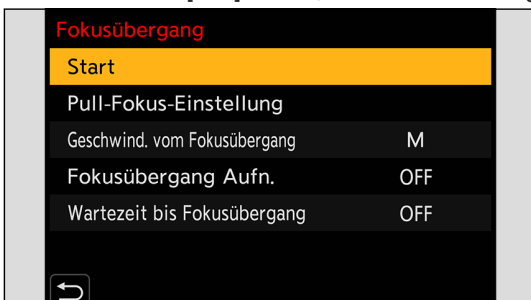 Fokusübergang
Start
Pull-Fokus-Einstellung
Geschwind. vom Fokusübergang M
Fokusübergang Aufn. OFF
Wartezeit bis Fokusübergang OFF